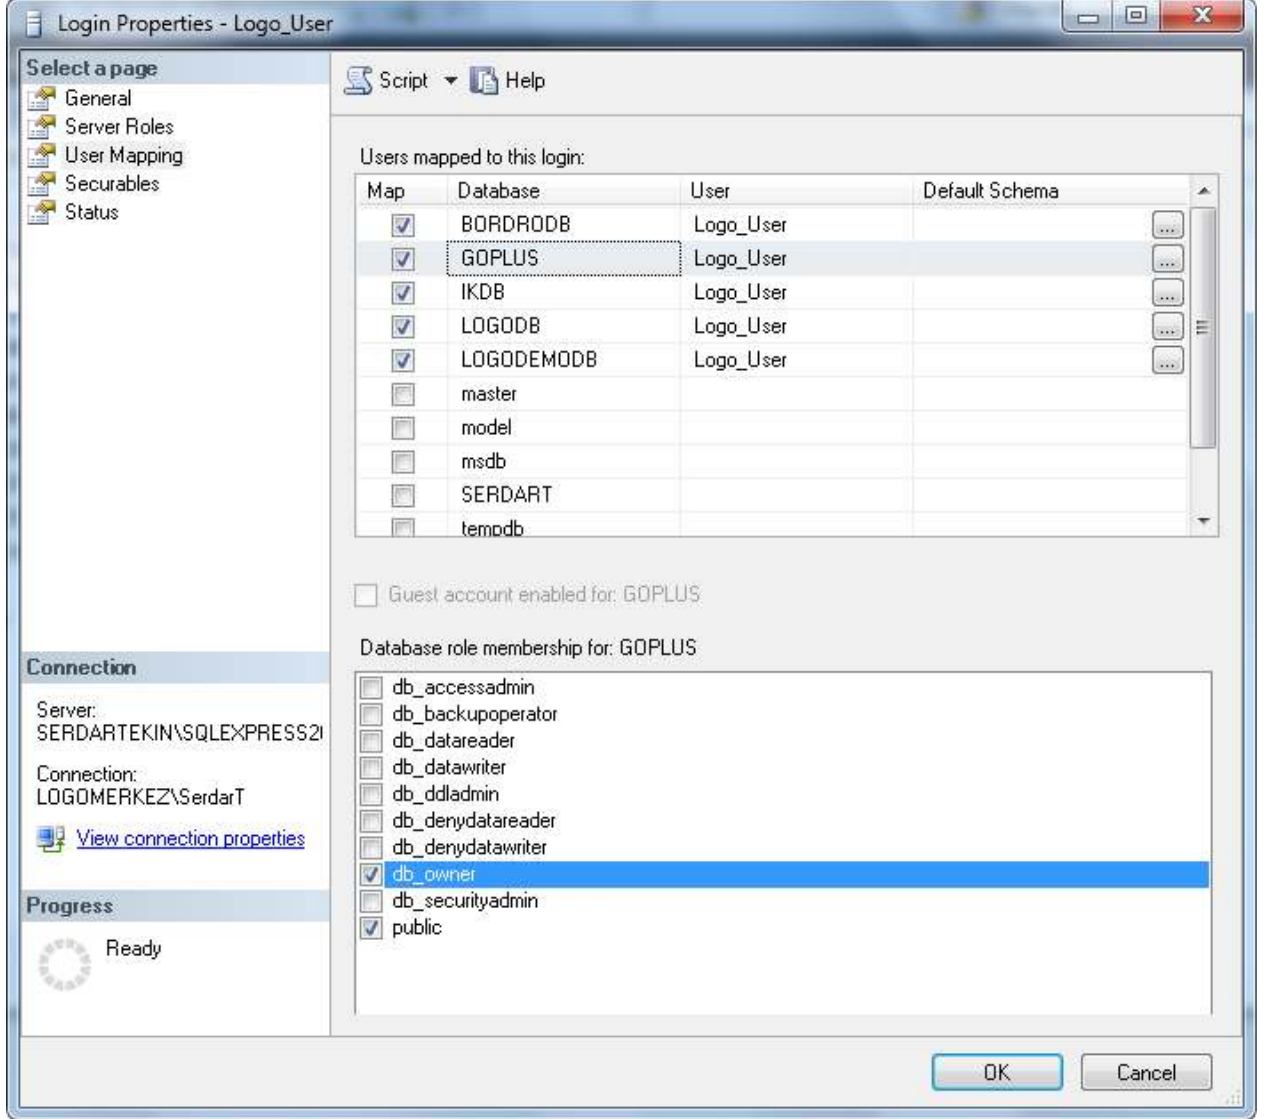 Login Properties - Logo_User
Select a page
General
Server Roles
User Mapping
Securables
Status
Script
Help
Users mapped to this login:
Map Database User Default Schema
BORDRODB Logo_User ...
GOPLUS Logo_User ...
IKDB Logo_User ...
LOGODB Logo_User ...
LOGODEMODB Logo_User ...
master
model
msdb
SERDART
tempdb
Guest account enabled for: GOPLUS
Database role membership for: GOPLUS
db_accessadmin
db_backupoperator
db_datareader
db_datawriter
db_ddladmin
db_denydatareader
db_denydatawriter
db_owner
db_securityadmin
public
Connection
Server:
SERDARTEKIN\SQLEXPRESS2
Connection:
LOGOMERKEZ\SerdarT
View connection properties
Progress
Ready
OK Cancel